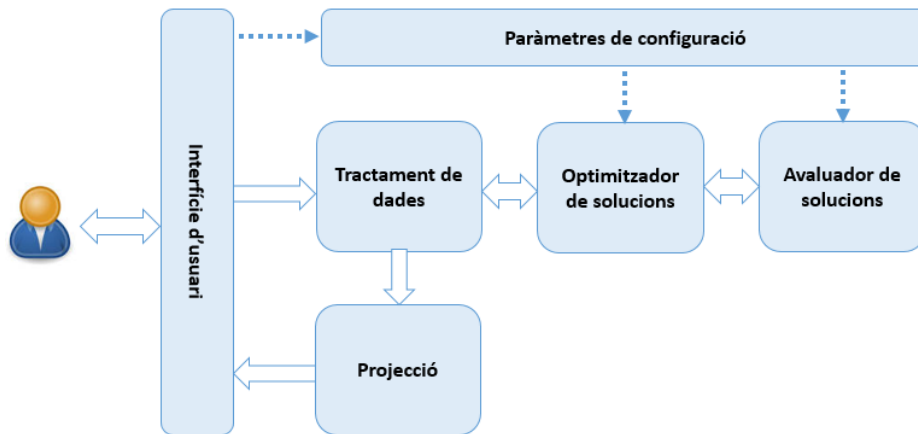 Paràmetres de configuració
Interfície d'usuari
Tractament de
dades
Optimitzador
de solucions
Avaluador de
solucions
Projecció